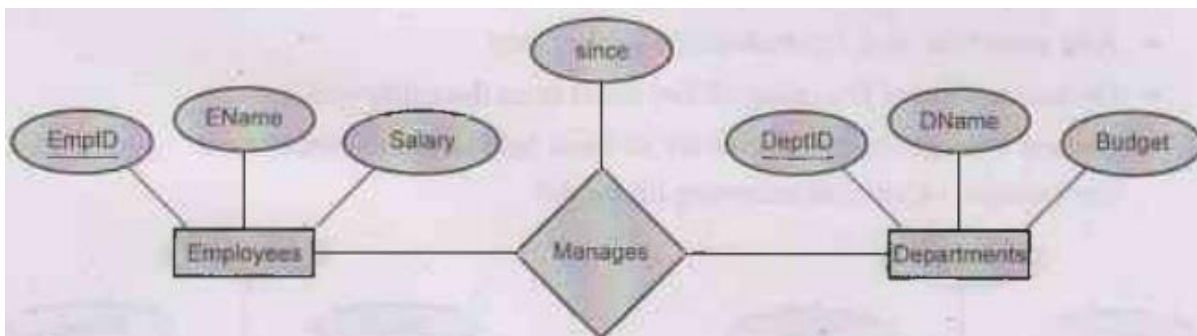 since
EmpID
EName
Salary
DeptID
DName
Budget
Employees
Manages
Departments